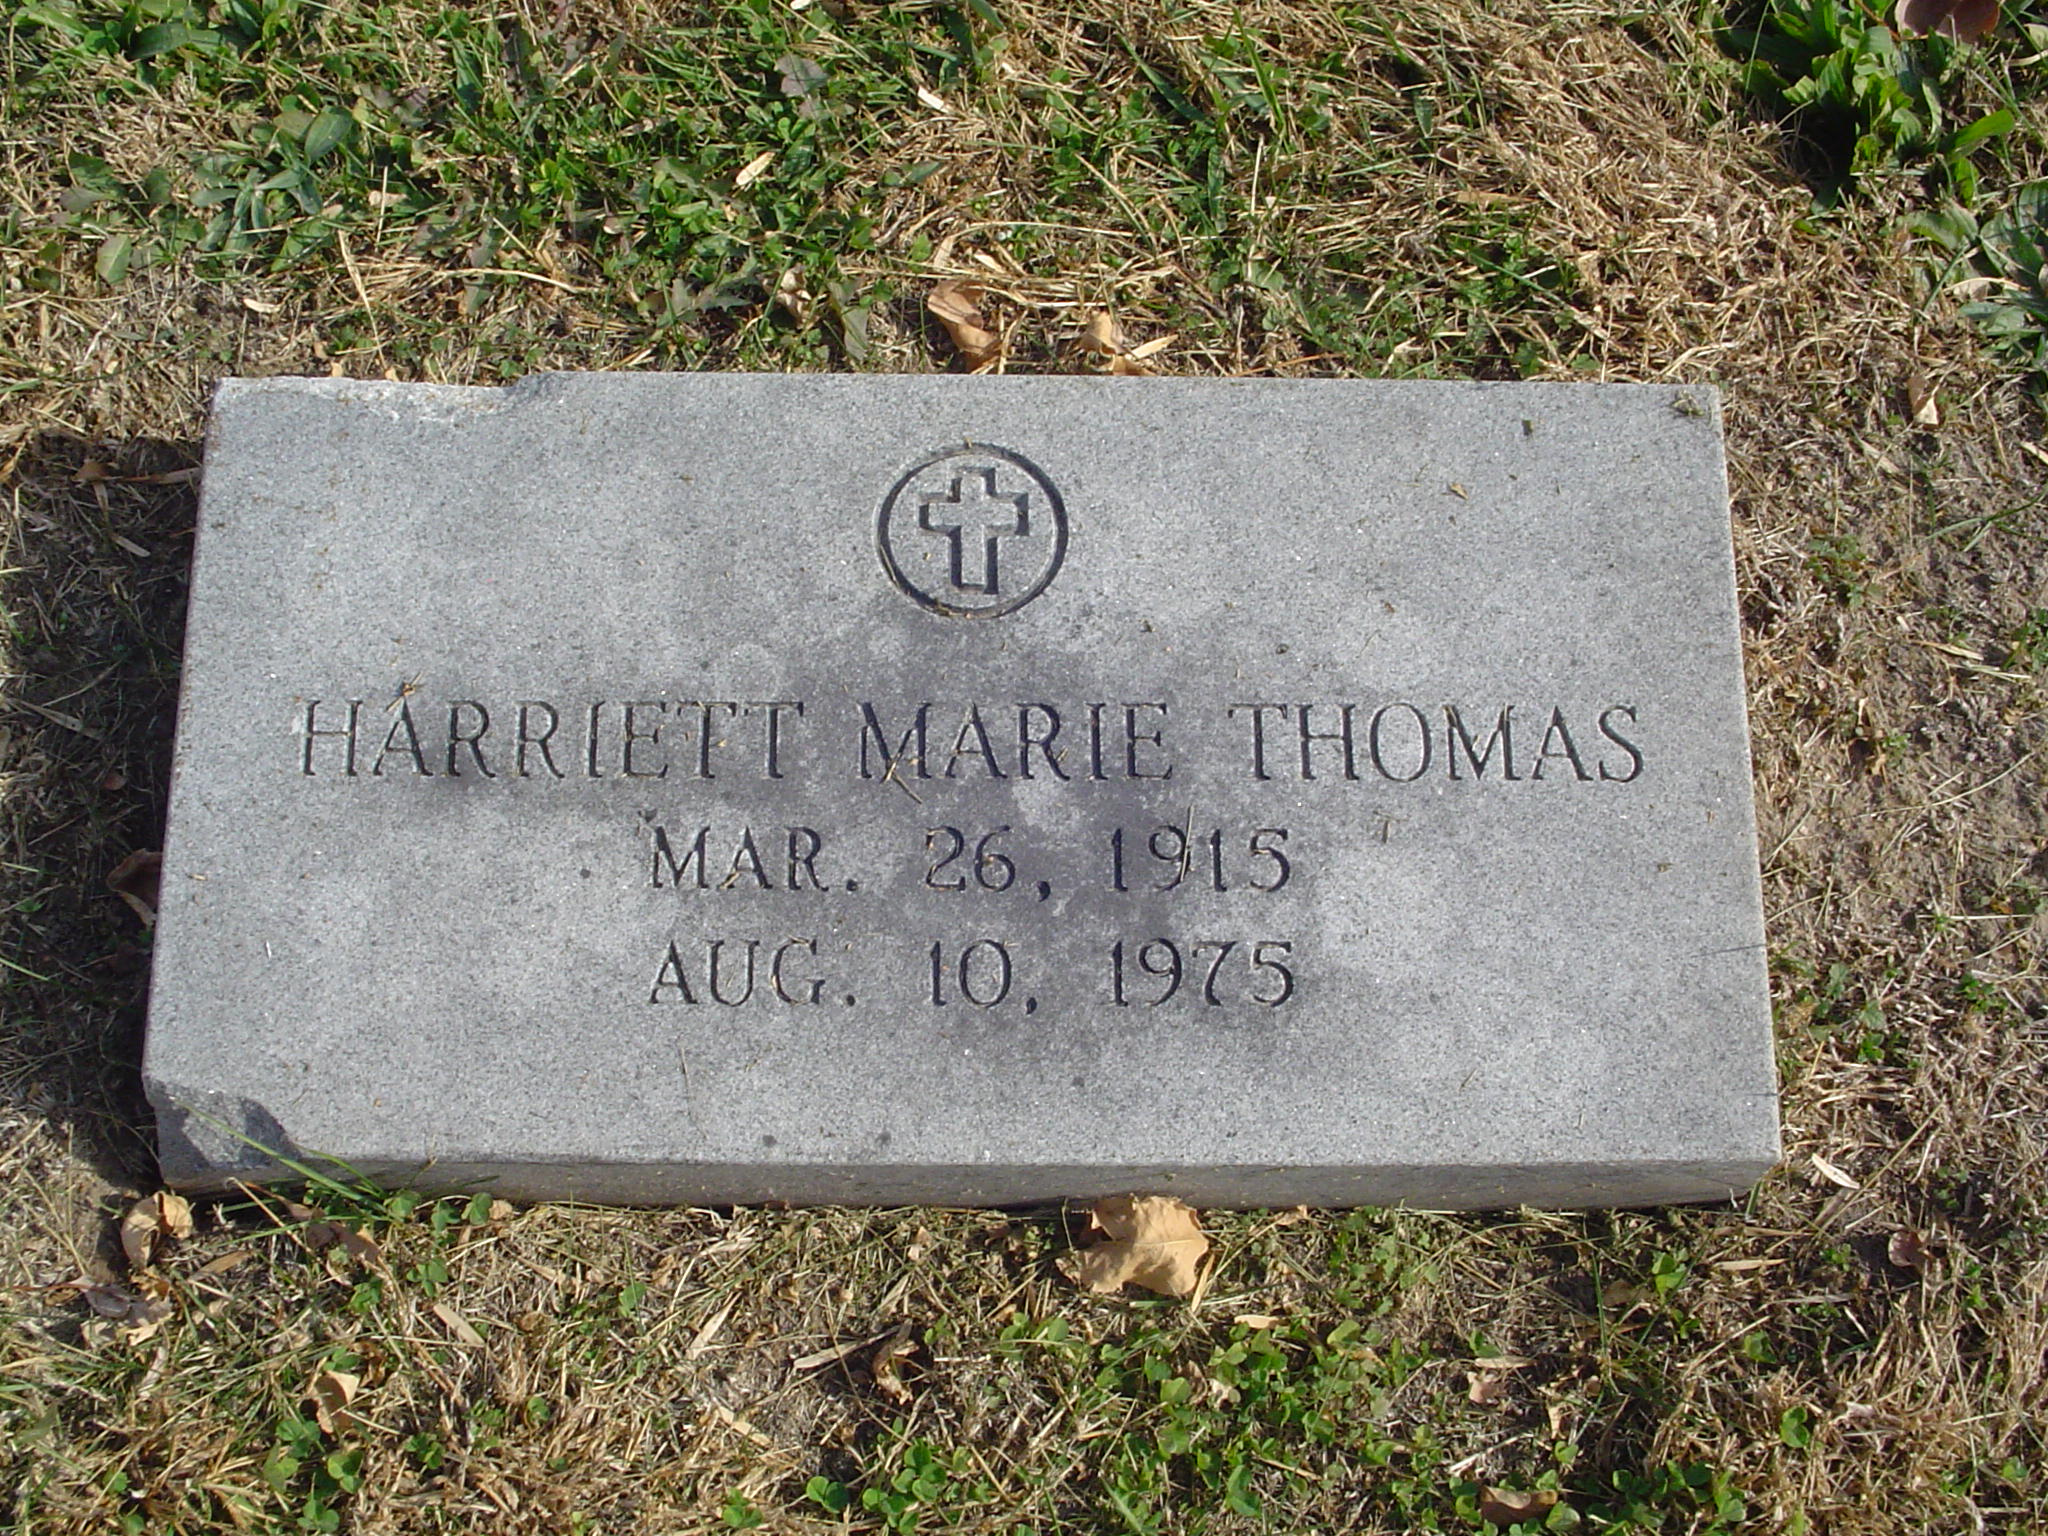 HARRIETT MARIE THOMAS
MAR. 26, 1915
AUG. 10, 1975